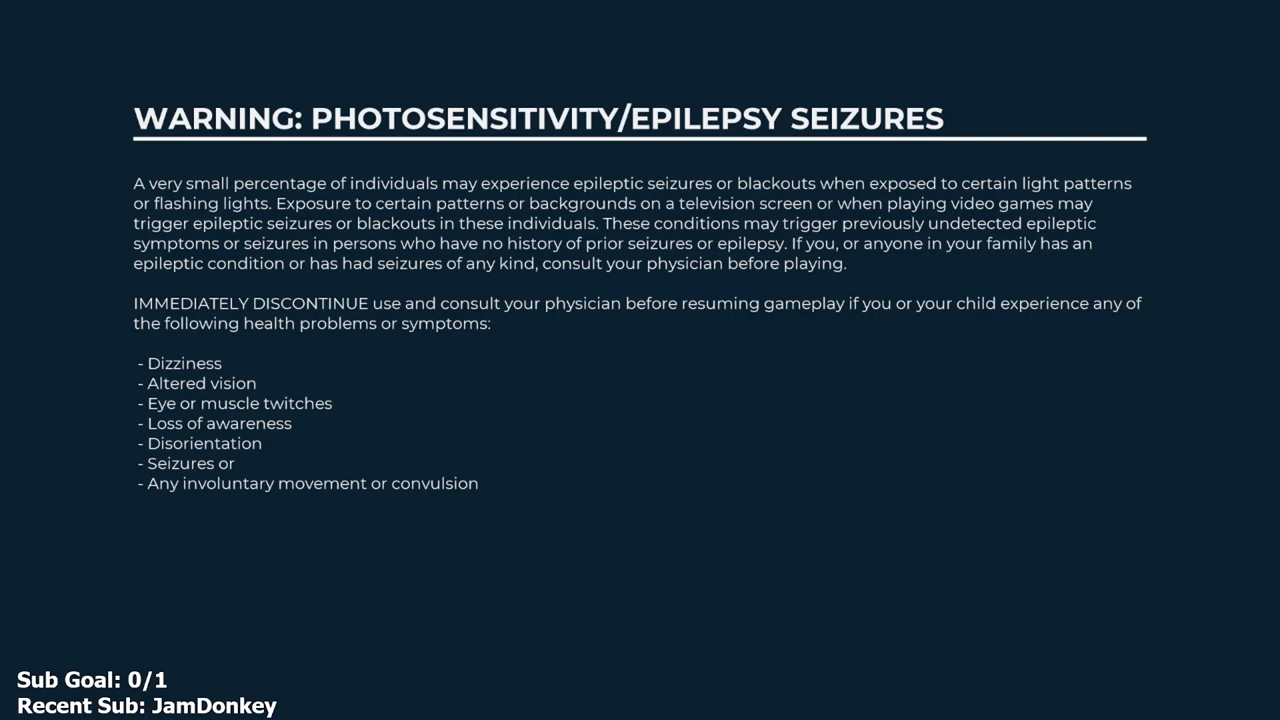 WARNING: PHOTOSENSITIVITY/EPILEPSY SEIZURES
A very small percentage of individuals may experience epileptic seizures or blackouts when exposed to certain light patterns
or flashing lights. Exposure to certain patterns or backgrounds on a television screen or when playing video games may
trigger epileptic seizures or blackouts in these individuals. These conditions may trigger previously undetected epileptic
symptoms or seizures in persons who have no history of prior seizures or epilepsy. If you, or anyone in your family has an
epileptic condition or has had seizures of any kind, consult your physician before playing.
IMMEDIATELY DISCONTINUE use and consult your physician before resuming gameplay if you or your child experience any of
the following health problems or symptoms:
- Dizziness
- Altered vision
- Eye or muscle twitches
- Loss of awareness
- Disorientation
- Seizures or
- Any involuntary movement or convulsion
Sub Goal: 0/1
Recent Sub: JamDonkey